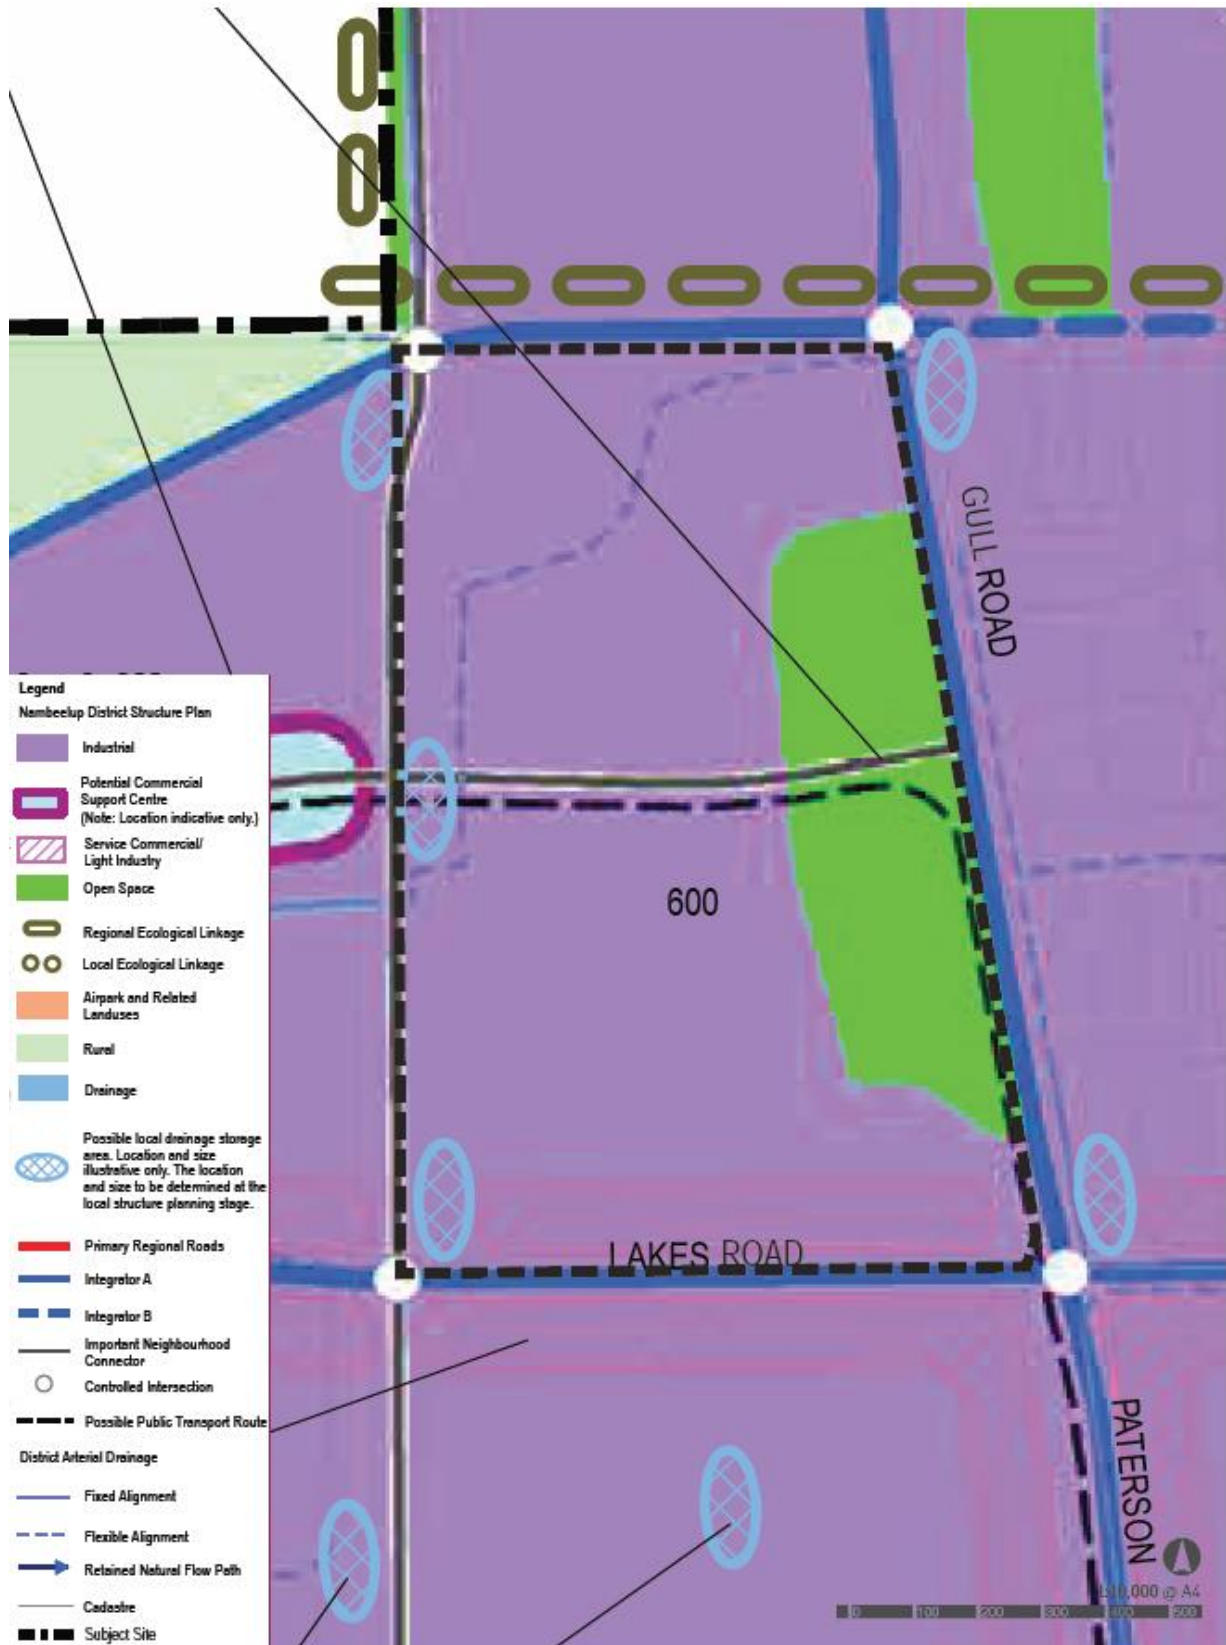 GULL ROAD
Legend
Nambeelup District Structure Plan
Industrial
Potential Commercial
Support Centre
(Note: Location indicative only.)
Service Commercial/
Light Industry
Open Space
Regional Ecological Linkage
Local Ecological Linkage
Airpark and Related
Landuses
Rural
Drainage
Possible local drainage storage
area. Location and size
illustrative only. The location
and size to be determined at the
local structure planning stage.
Primary Regional Roads
Integrator A
Integrator B
Important Neighbourhood
Connector
Controlled Intersection
Possible Public Transport Route
District Arterial Drainage
Fixed Alignment
Flexible Alignment
Retained Natural Flow Path
Cadastre
Subject Site
600
LAKES ROAD
PATERSON
1:10,000 @ A4
0 100 200 300 400 500